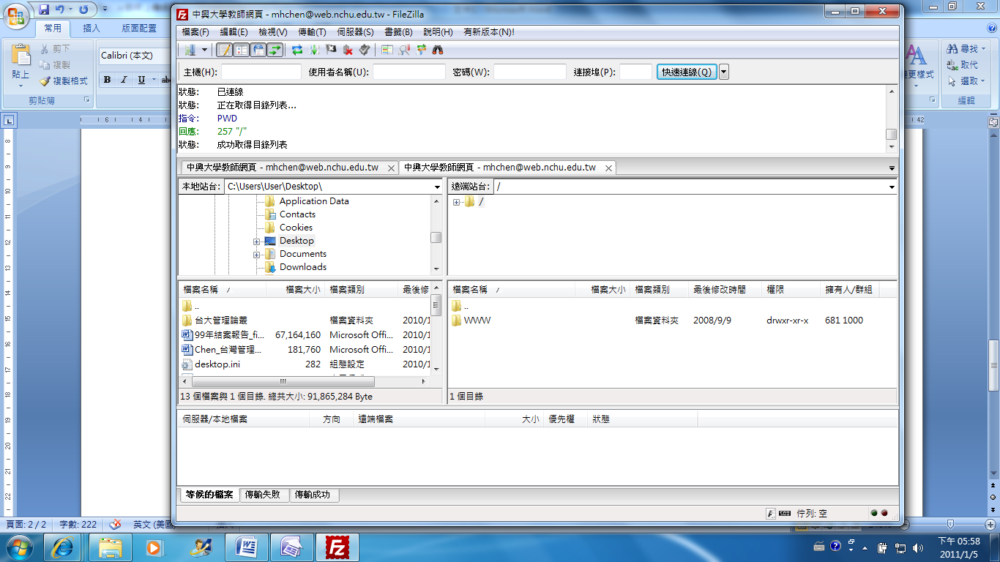 中興大學教師網頁 - mhchen@web.nchu.edu.tw - FileZilla
常用 插入 版面配置
檔案(F) 編輯(E) 檢視(V) 傳輸(T) 伺服器(S) 書籤(B) 說明(H) 有新版本(N)!
貼上
剪下
複製
複製格式
剪貼簿
Calibri (本文)
B I U abc
變更樣式
尋找
取代
選取
編輯
主機(H): 使用者名稱(U): 密碼(W): 連接埠(P): 快速連線(Q)
狀態: 已連線
狀態: 正在取得目錄列表...
指令: PWD
回應: 257 "/"
狀態: 成功取得目錄列表
中興大學教師網頁 - mhchen@web.nchu.edu.tw 中興大學教師網頁 - mhchen@web.nchu.edu.tw
本地站台: C:\Users\User\Desktop\
Application Data
Contacts
Cookies
Desktop
Documents
Downloads
遠端站台: /
/
檔案名稱 / 檔案大小 檔案類別 最後修
..
台大管理論叢 檔案資料夾 2010/1
99年結案報告_fi... 67,164,160 Microsoft Offi... 2010/1
Chen_台灣管理... 181,760 Microsoft Offi... 2010/1
desktop.ini 282 組態設定 2010/1
13 個檔案與 1 個目錄. 總共大小: 91,865,284 Byte
檔案名稱 / 檔案大小 檔案類別 最後修改時間 權限 擁有人/群組
..
WWW 檔案資料夾 2008/9/9 drwxr-xr-x 681 1000
1 個目錄
伺服器/本地檔案 方向 遠端檔案 大小 優先權 狀態
等候的檔案 傳輸失敗 傳輸成功
佇列: 空
頁面: 2 / 2 字數: 222 英文 (美國
下午 05:58
2011/1/5